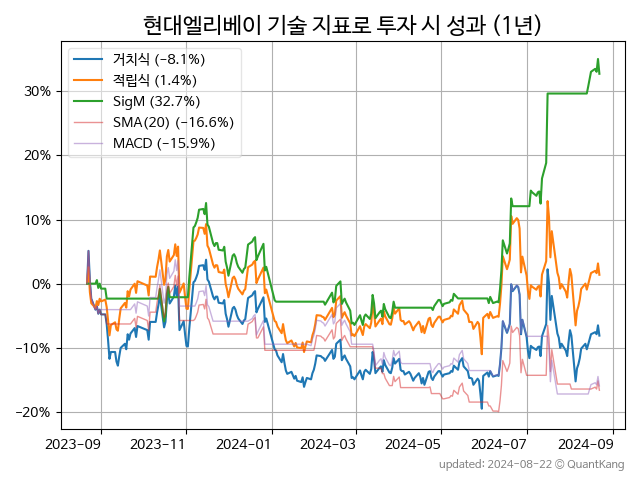 현대엘리베이 기술 지표로 투자 시 성과 (1년)
거치식 (−8.1%)
적립식 (1.4%)
SigM (32.7%)
SMA(20) (−16.6%)
MACD (−15.9%)
30%
20%
10%
0%
−10%
−20%
2023-09
2023-11
2024-01
2024-03
2024-05
2024-07
2024-09
updated: 2024-08-22 © QuantKang